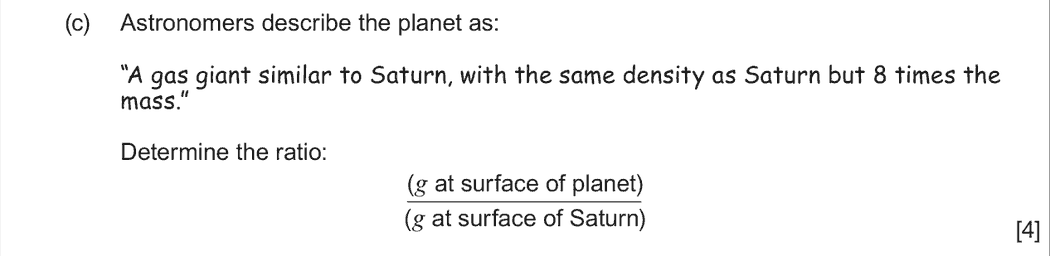 (c) Astronomers describe the planet as:
“A gas giant similar to Saturn, with the same density as Saturn but 8 times the
mass.”
Determine the ratio:
(g at surface of planet)
(g at surface of Saturn)
[4]